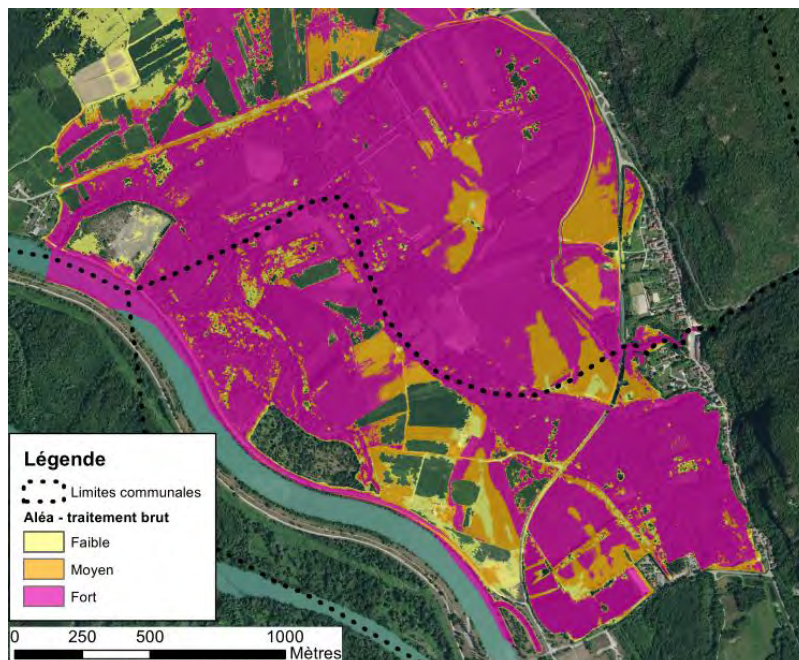 Légende
Limites communales
Aléa - traitement brut
Faible
Moyen
Fort
0 250 500 1000
Mètres